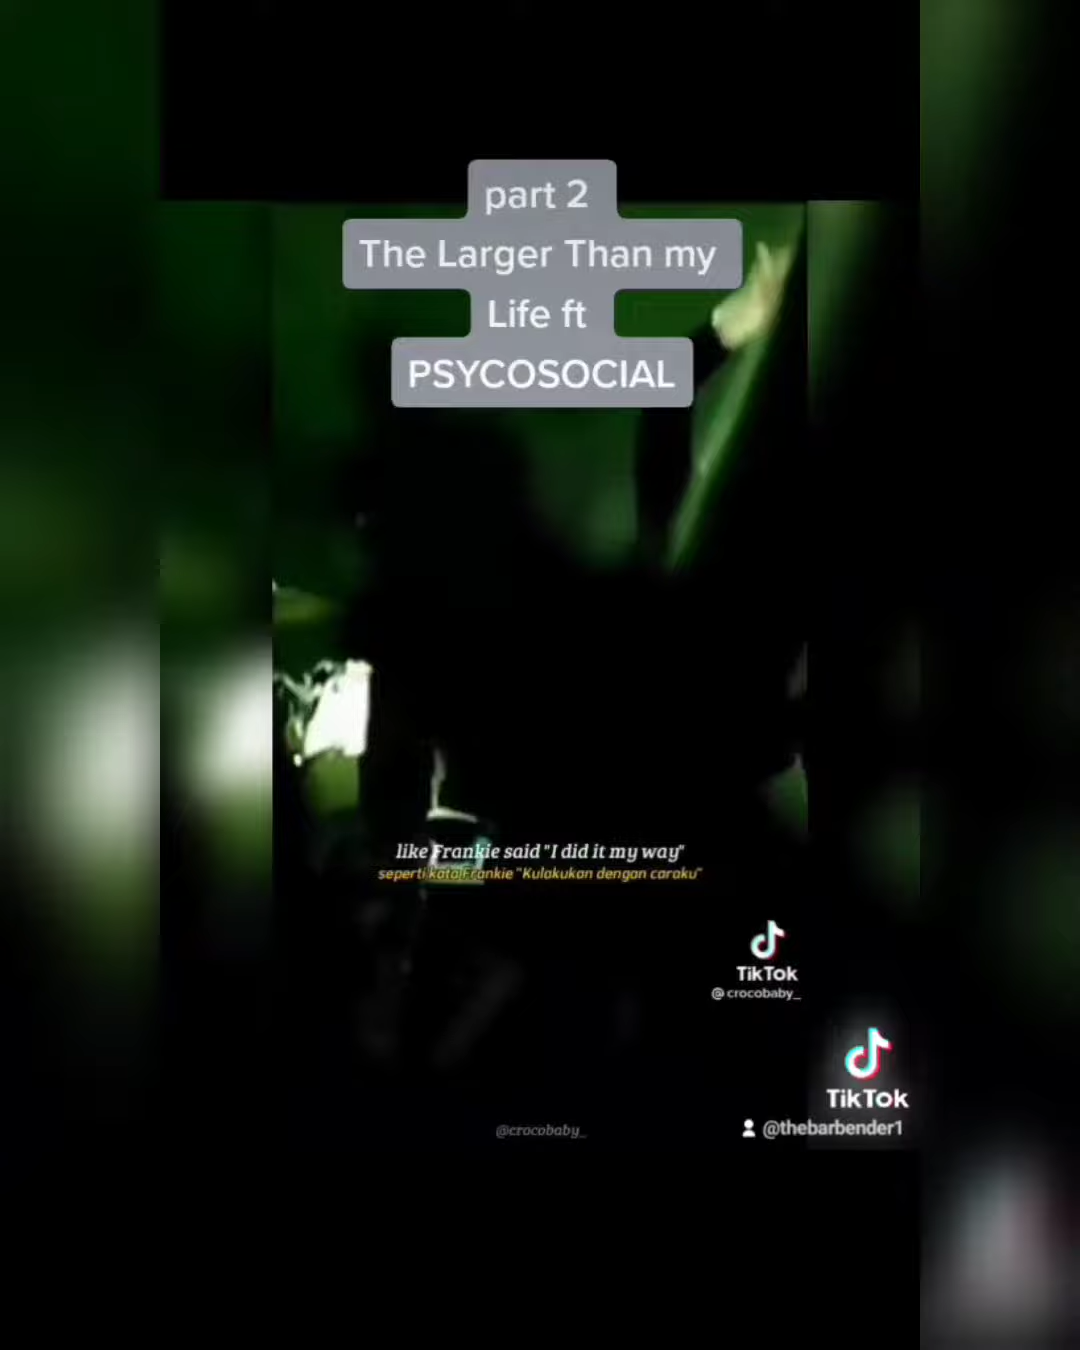 part 2
The Larger Than my
Life ft
PSYCOSOCIAL
like Frankie said "I did it my way"
seperti kata Frankie "Kulakukan dengan caraku"
TikTok
@crocobaby_
TikTok
@thebarbender1
@crocobaby_